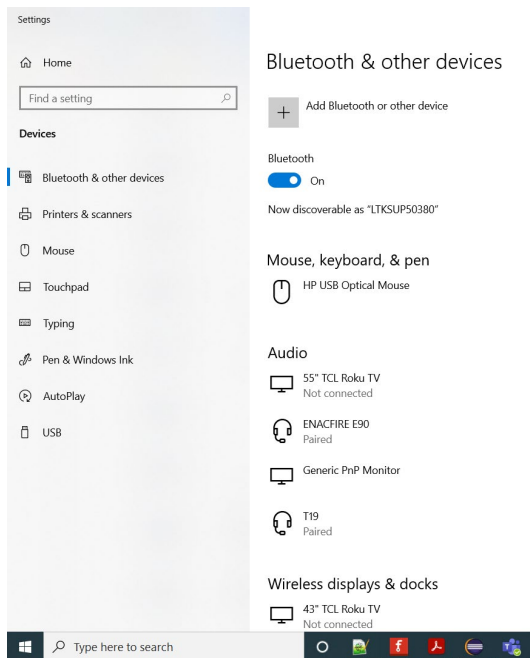 Settings
Home
Find a setting
Devices
Bluetooth & other devices
Printers & scanners
Mouse
Touchpad
Typing
Pen & Windows Ink
AutoPlay
USB
Bluetooth & other devices
Add Bluetooth or other device
Bluetooth
On
Now discoverable as “LTKSUP50380”
Mouse, keyboard, & pen
HP USB Optical Mouse
Audio
55" TCL Roku TV
Not connected
ENACFIRE E90
Paired
Generic PnP Monitor
T19
Paired
Wireless displays & docks
43" TCL Roku TV
Not connected
Type here to search